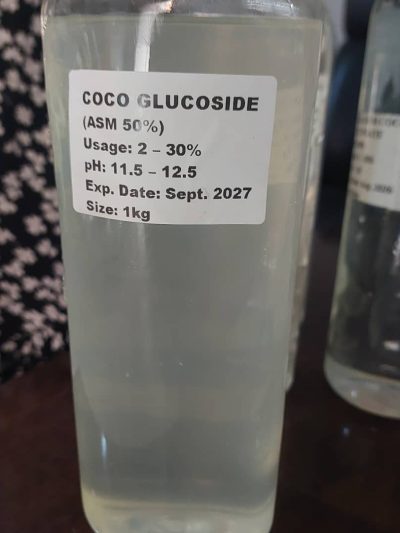 COCO GLUCOSIDE
(ASM 50%)
Usage: 2 – 30%
pH: 11.5 – 12.5
Exp. Date: Sept. 2027
Size: 1kg